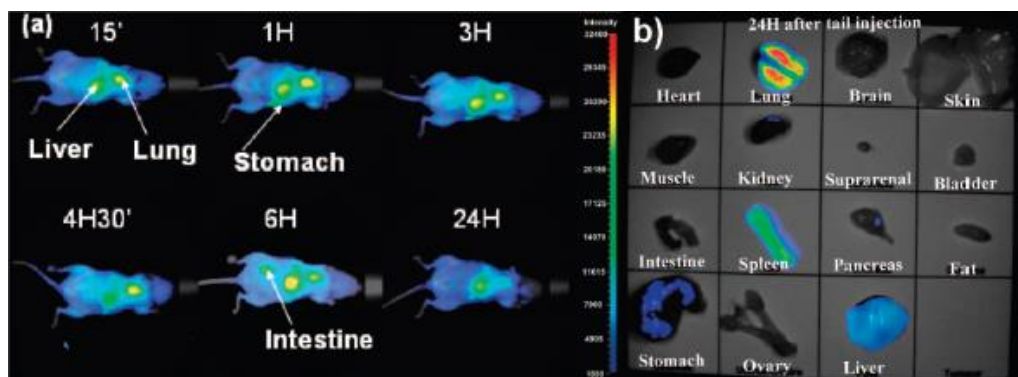 (a)
15'
1H
3H
Liver
Lung
Stomach
4H30'
6H
24H
Intestine
Intensity
b)
24H after tail injection
Heart
Lung
Brain
Skin
Muscle
Kidney
Suprarenal
Bladder
Intestine
Spleen
Pancreas
Fat
Stomach
Ovary
Liver